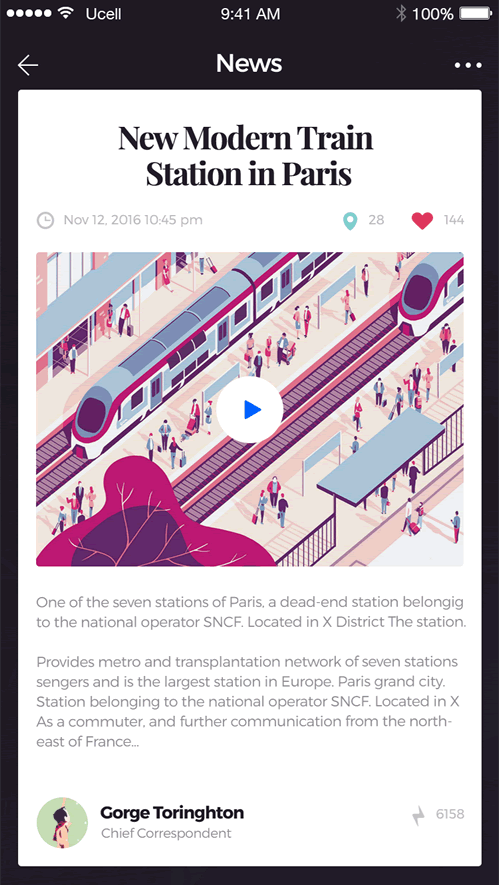 Ucell 9:41 AM 100%
News
New Modern Train
Station in Paris
Nov 12, 2016 10:45 pm 28 144
One of the seven stations of Paris, a dead-end station belongig
to the national operator SNCF. Located in X District The station.
Provides metro and transplantation network of seven stations
sengers and is the largest station in Europe. Paris grand city.
Station belonging to the national operator SNCF. Located in X
As a commuter, and further communication from the north-
east of France...
Gorge Toringhton
Chief Correspondent
6158